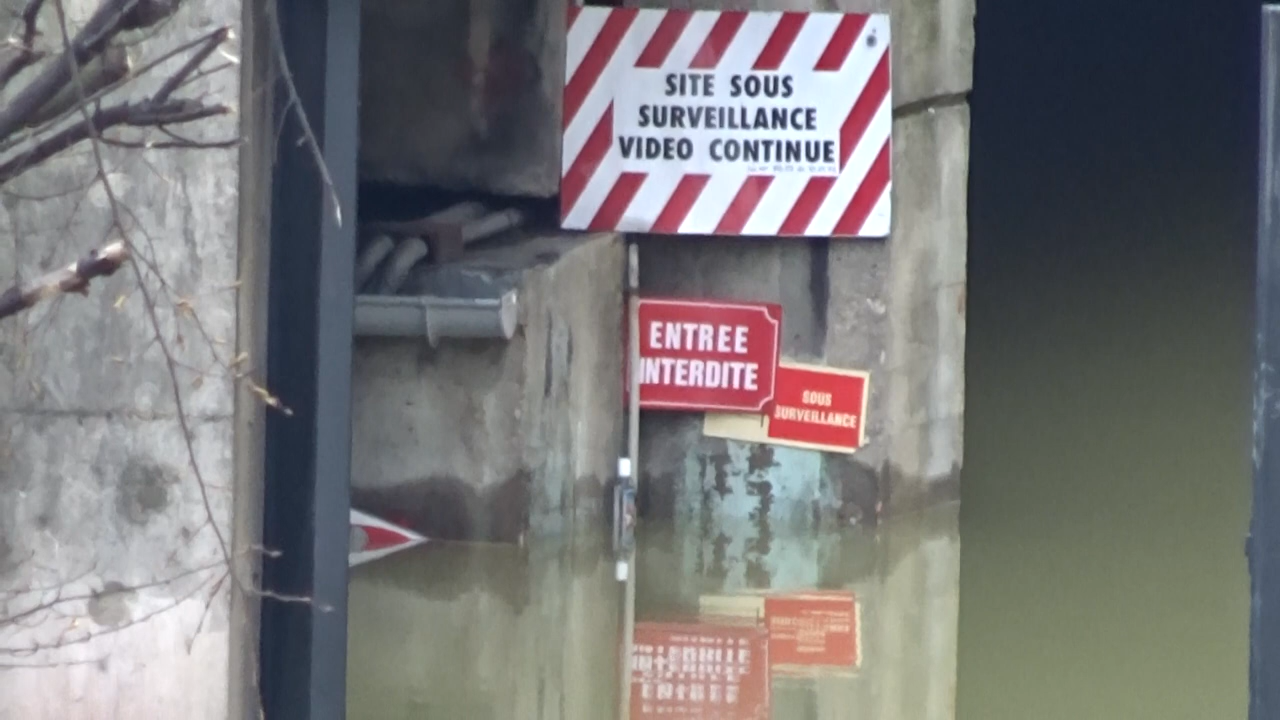 SITE SOUS
SURVEILLANCE
VIDEO CONTINUE
ENTREE
INTERDITE
SOUS
SURVEILLANCE